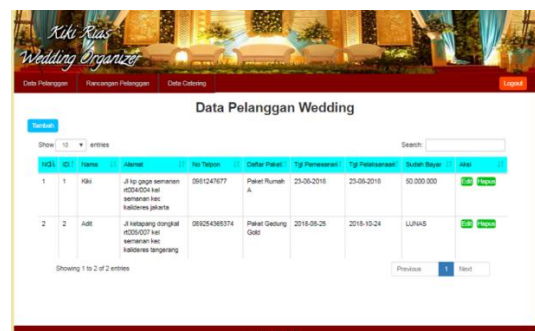 Kiki Rias
Wedding Organizer
Data Pelanggan Rancangan Pelanggan Data Catering Logout
Data Pelanggan Wedding
Tambah
Show 10 entries Search:
NO ID Nama Alamat No Telpon Daftar Paket Tgl Pemesanan Tgl Pelaksanaan Sudah Bayar Aksi
1 1 Kiki Jl kp gaga semanan 0981247677 Paket Rumah 23-08-2016 23-08-2016 50.000.000 Edit Hapus
rt004/004 kel A
semanan kec
kalideres jakarta
2 2 Adit Jl ketapang dongkal 089254365374 Paket Gedung 2018-08-25 2018-10-24 LUNAS Edit Hapus
rt006/007 kel Gold
semanan kec
kalideres tangerang
Showing 1 to 2 of 2 entries Previous 1 Next